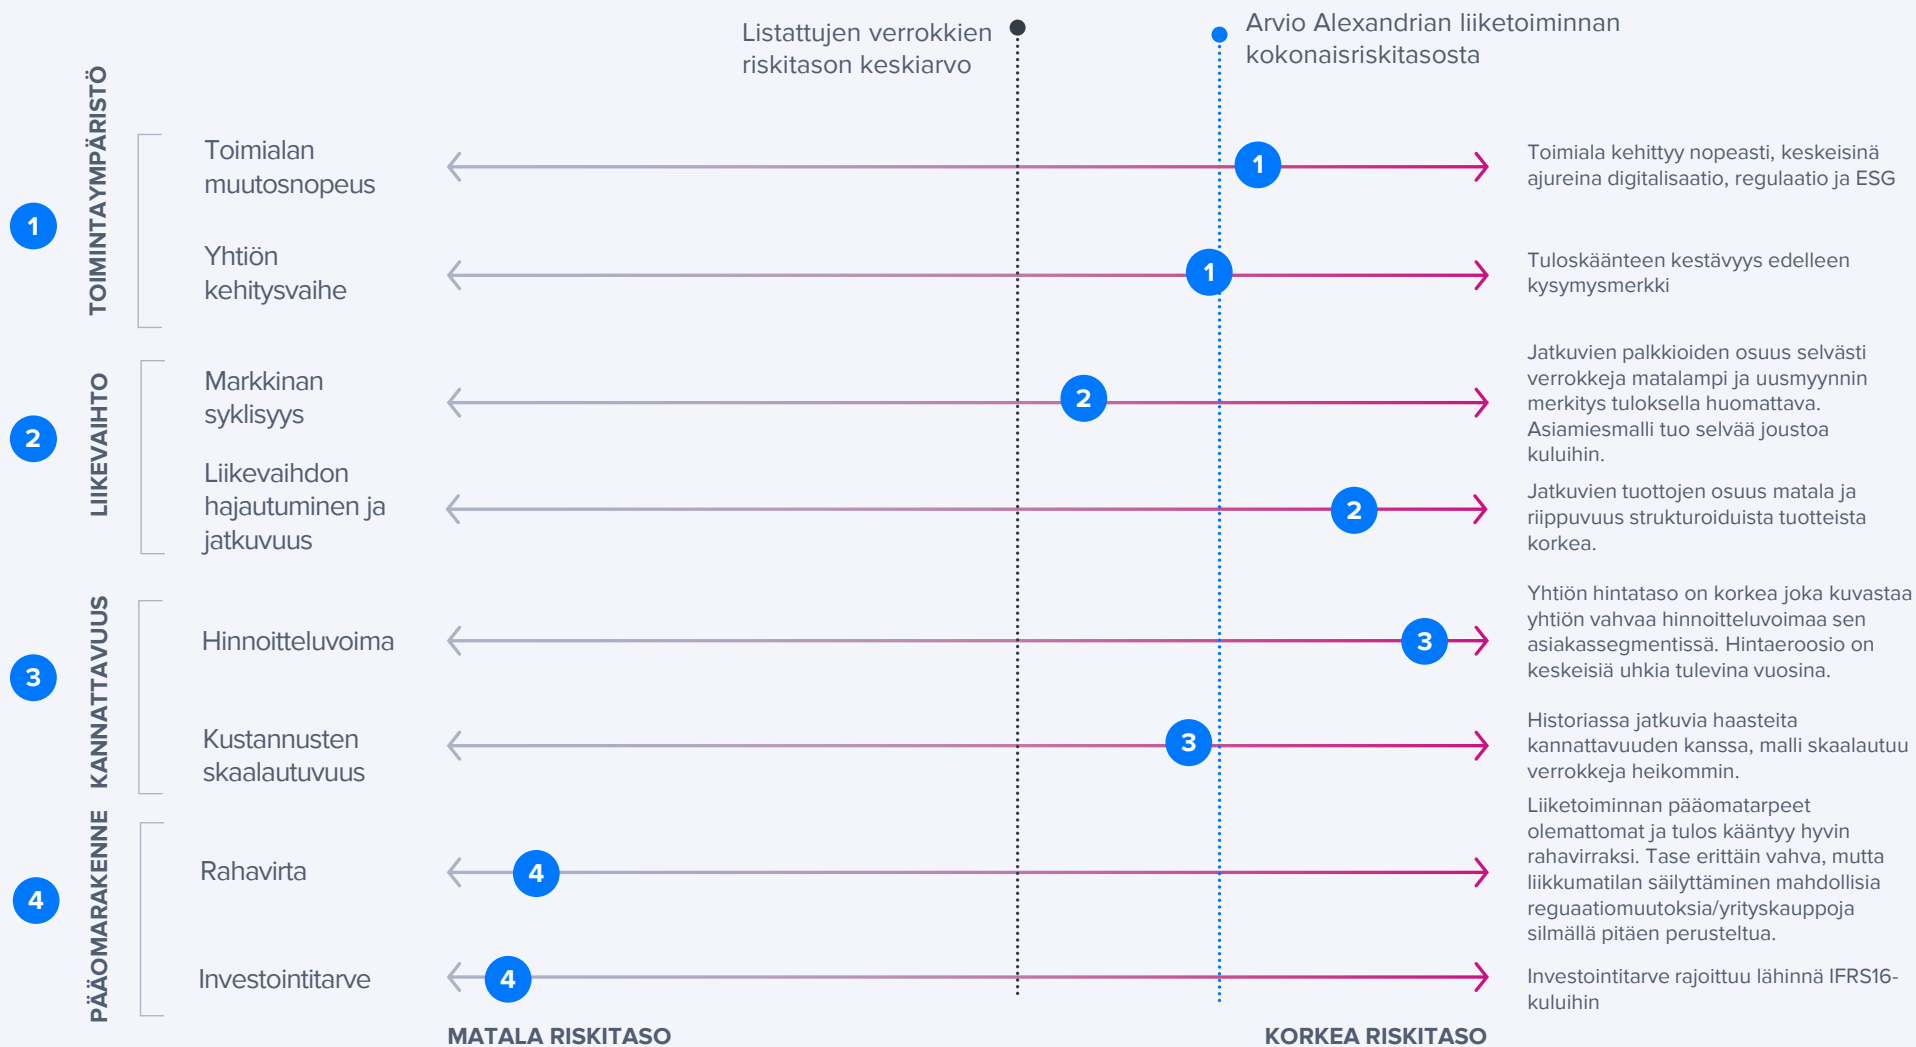 Listattujen verrokkien
riskitason keskiarvo
Arvio Alexandrian liiketoiminnan
kokonaisriskitasosta
1
TOIMINTAYMPÄRISTÖ
Toimialan
muutosnopeus
1
Toimiala kehittyy nopeasti, keskeisinä
ajureina digitalisaatio, regulaatio ja ESG
Yhtiön
kehitysvaihe
1
Tuloskäänteen kestävyys edelleen
kysymysmerkki
2
LIIKEVAIHTO
Markkinan
syklisyys
2
Jatkuvien palkkioiden osuus selvästi
verrokkeja matalampi ja uusmyynnin
merkitys tuloksella huomattava.
Asiamiesmalli tuo selvää joustoa
kuluihin.
Liikevaihdon
hajautuminen ja
jatkuvuus
2
Jatkuvien tuottojen osuus matala ja
riippuvuus strukturoiduista tuotteista
korkea.
3
KANNATTAVUUS
Hinnoitteluvoima
3
Yhtiön hintataso on korkea joka kuvastaa
yhtiön vahvaa hinnoitteluvoimaa sen
asiakassegmentissä. Hintaeroosio on
keskeisiä uhkia tulevina vuosina.
Kustannusten
skaalautuvuus
3
Historiassa jatkuvia haasteita
kannattavuuden kanssa, malli skaalautuu
verrokkeja heikommin.
4
PÄÄOMARAKENNE
Rahavirta
4
Liiketoiminnan pääomatarpeet
olemattomat ja tulos kääntyy hyvin
rahavirraksi. Tase erittäin vahva, mutta
liikkumatilan säilyttäminen mahdollisia
reguaatiomuutoksia/yrityskauppoja
silmällä pitäen perusteltua.
Investointitarve
4
Investointitarve rajoittuu lähinnä IFRS16-
kuluihin
MATALA RISKITASO
KORKEA RISKITASO